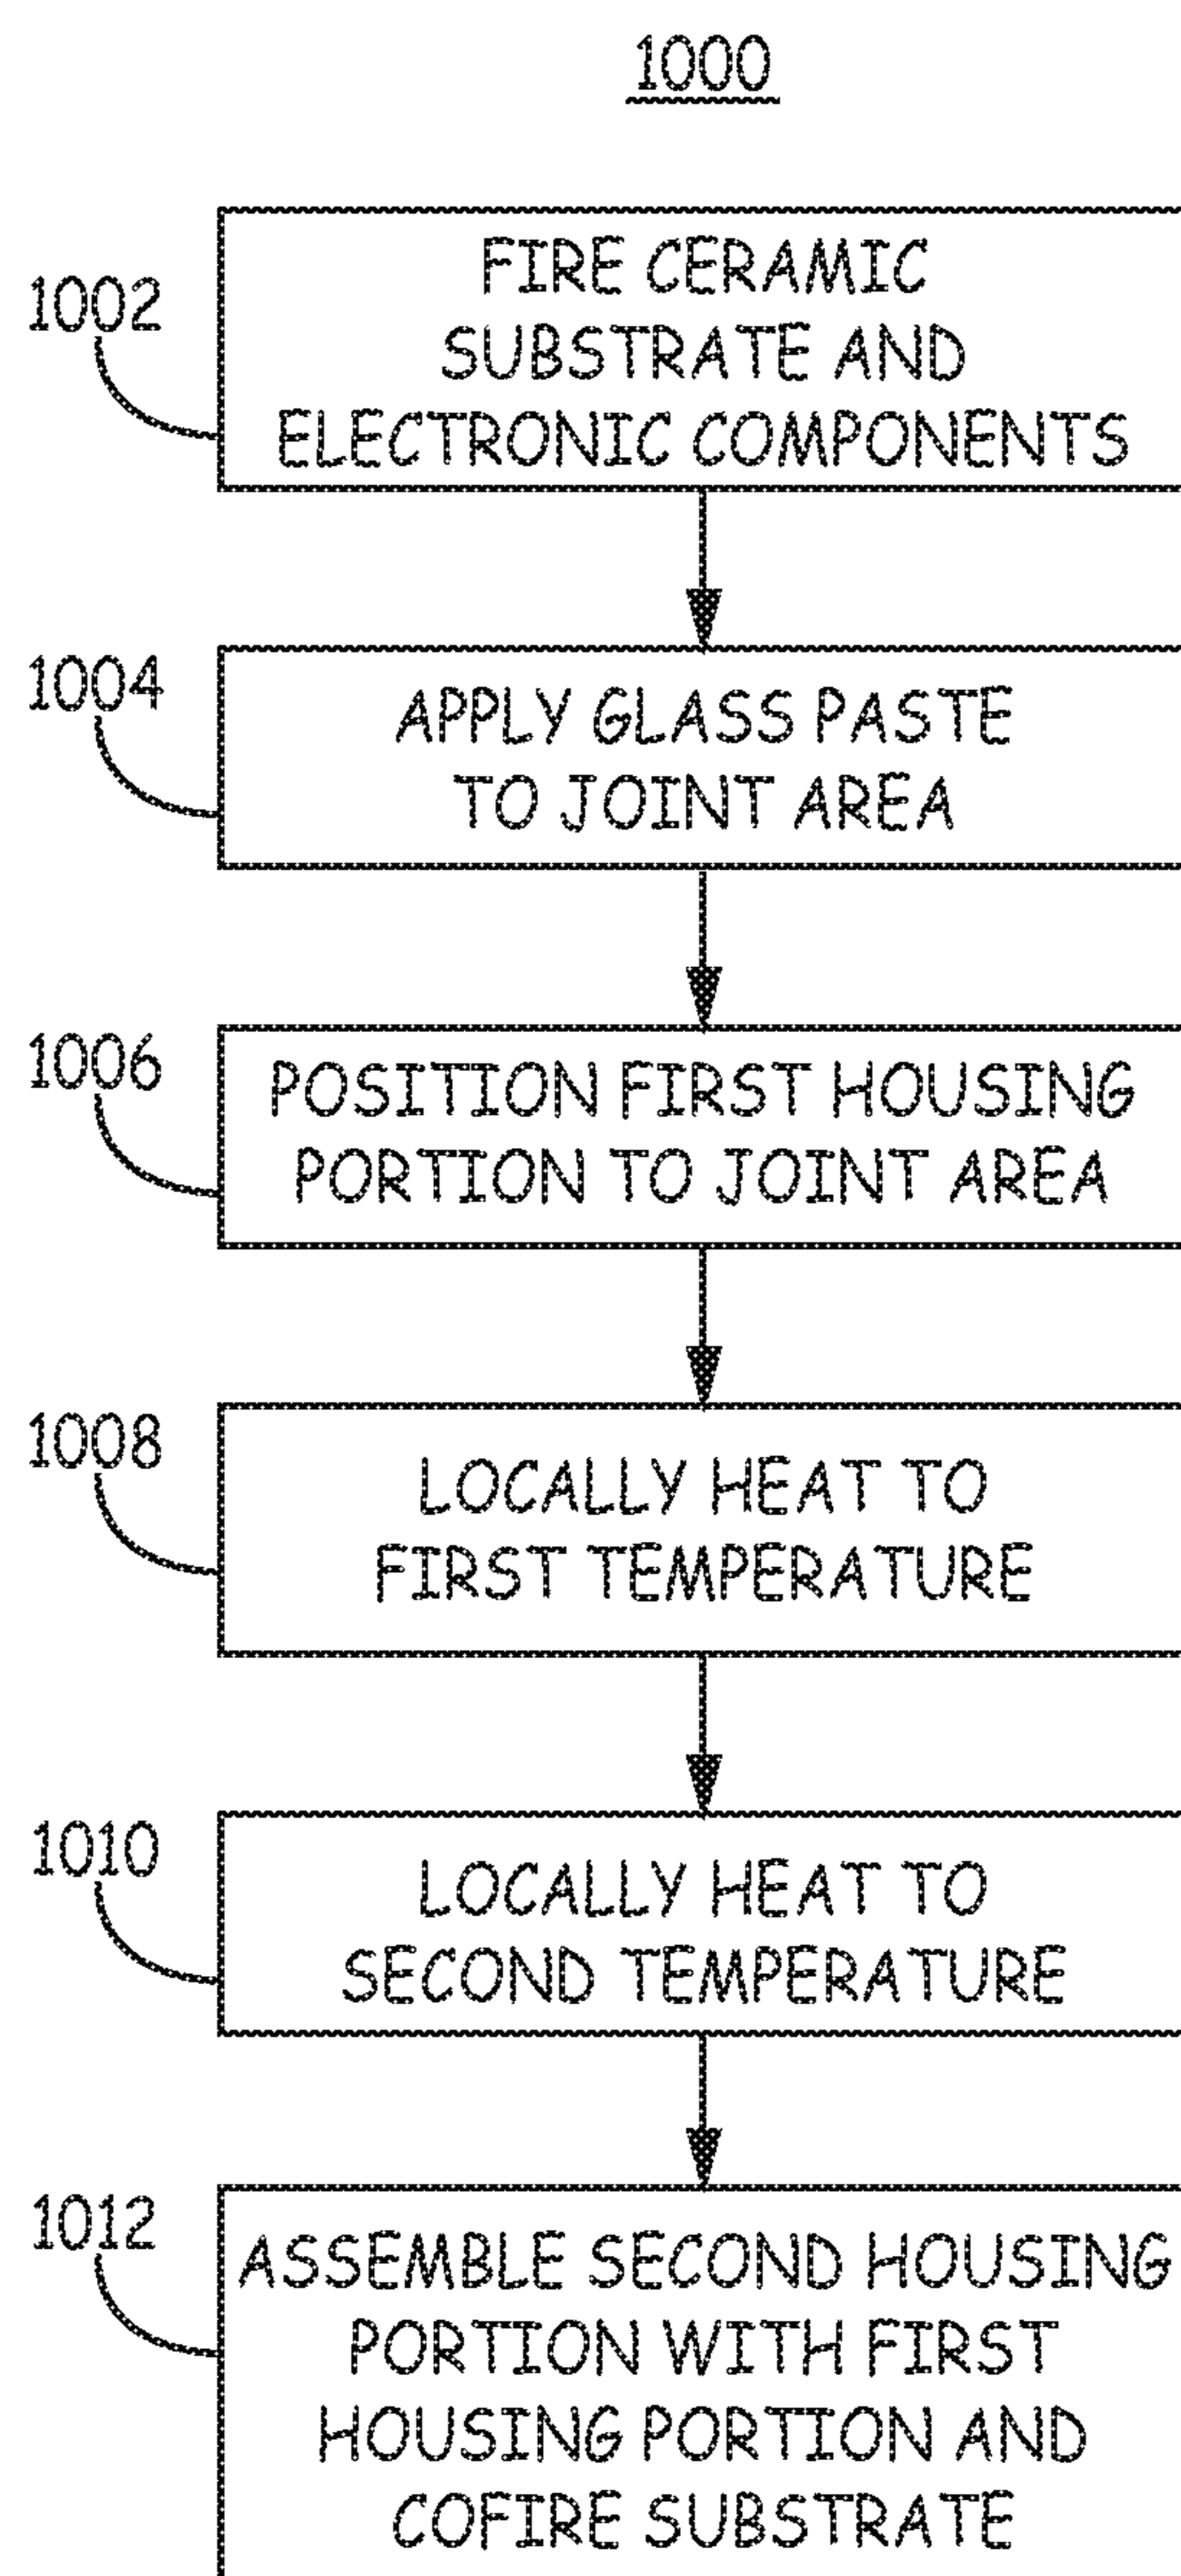 1000
1002
FIRE CERAMIC
SUBSTRATE AND
ELECTRONIC COMPONENTS
1004
APPLY GLASS PASTE
TO JOINT AREA
1006
POSITION FIRST HOUSING
PORTION TO JOINT AREA
1008
LOCALLY HEAT TO
FIRST TEMPERATURE
1010
LOCALLY HEAT TO
SECOND TEMPERATURE
1012
ASSEMBLE SECOND HOUSING
PORTION WITH FIRST
HOUSING PORTION AND
COFIRE SUBSTRATE